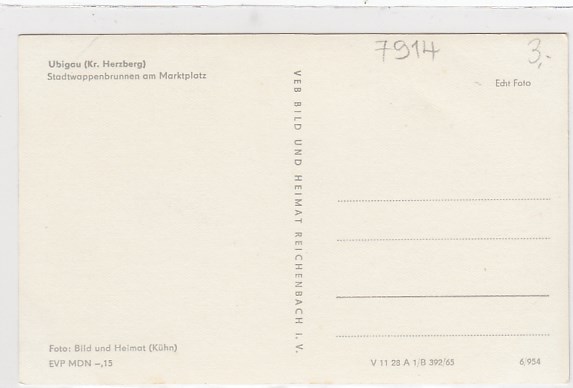 7914
3,-
Ubigau (Kr. Herzberg)
Stadtwappenbrunnen am Marktplatz
Echt Foto
VEB BILD UND HEIMAT REICHENBACH I. V.
Foto: Bild und Heimat (Kühn)
EVP MDN –,15
V 11 28 A 1/B 392/65
6/954